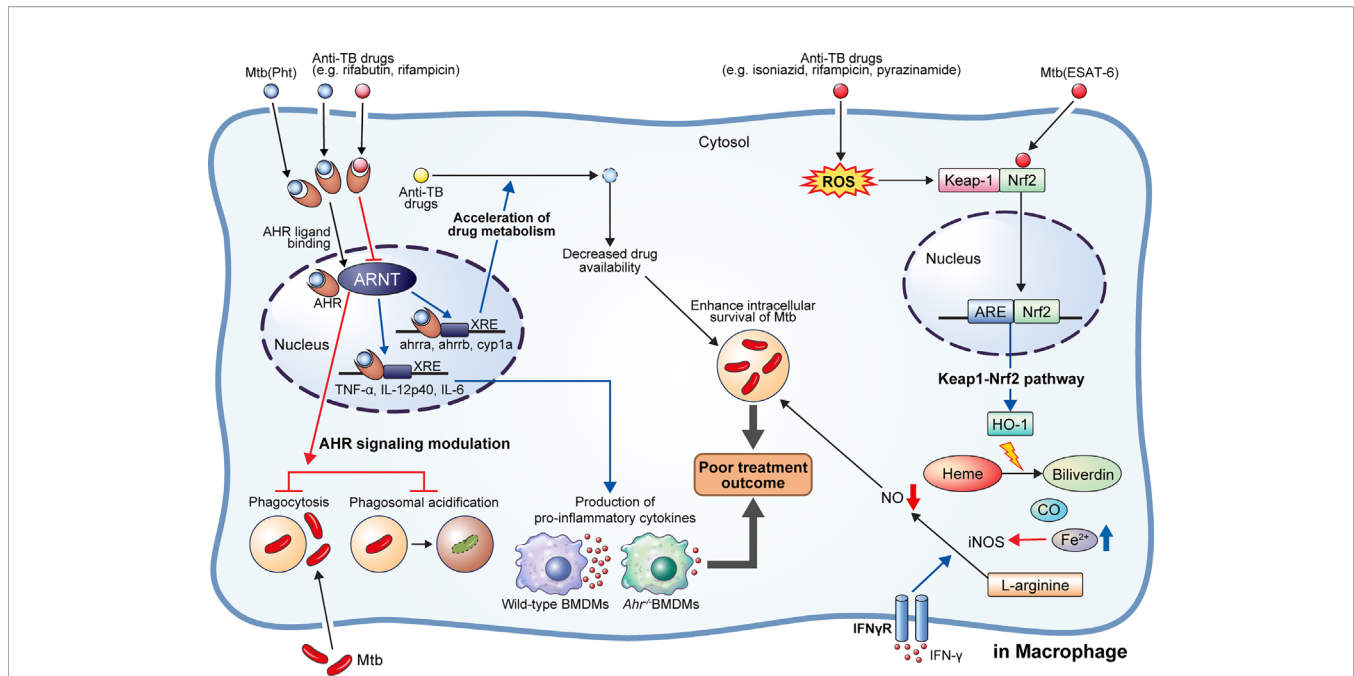 Mtb(Pht)
Anti-TB drugs
(e.g. rifabutin, rifampicin)
Anti-TB drugs
(e.g. isoniazid, rifampicin, pyrazinamide)
Mtb(ESAT-6)
Cytosol
ROS
Keap-1
Nrf2
Anti-TB
drugs
Acceleration of
drug metabolism
AHR ligand
binding
Decreased drug
availability
ARNT
AHR
XRE
ahrra, ahrrb, cyp1a
Nucleus
XRE
TNF-α, IL-12p40, IL-6
Nucleus
ARE
Nrf2
Enhance intracellular
survival of Mtb
Keap1-Nrf2 pathway
HO-1
AHR signaling modulation
Poor treatment
outcome
Heme
Biliverdin
Phagocytosis
Phagosomal acidification
Production of
pro-inflammatory cytokines
NO
CO
iNOS
Fe²⁺
L-arginine
Wild-type BMDMs
Ahr⁻/⁻BMDMs
IFNγR
IFN-γ
in Macrophage
Mtb